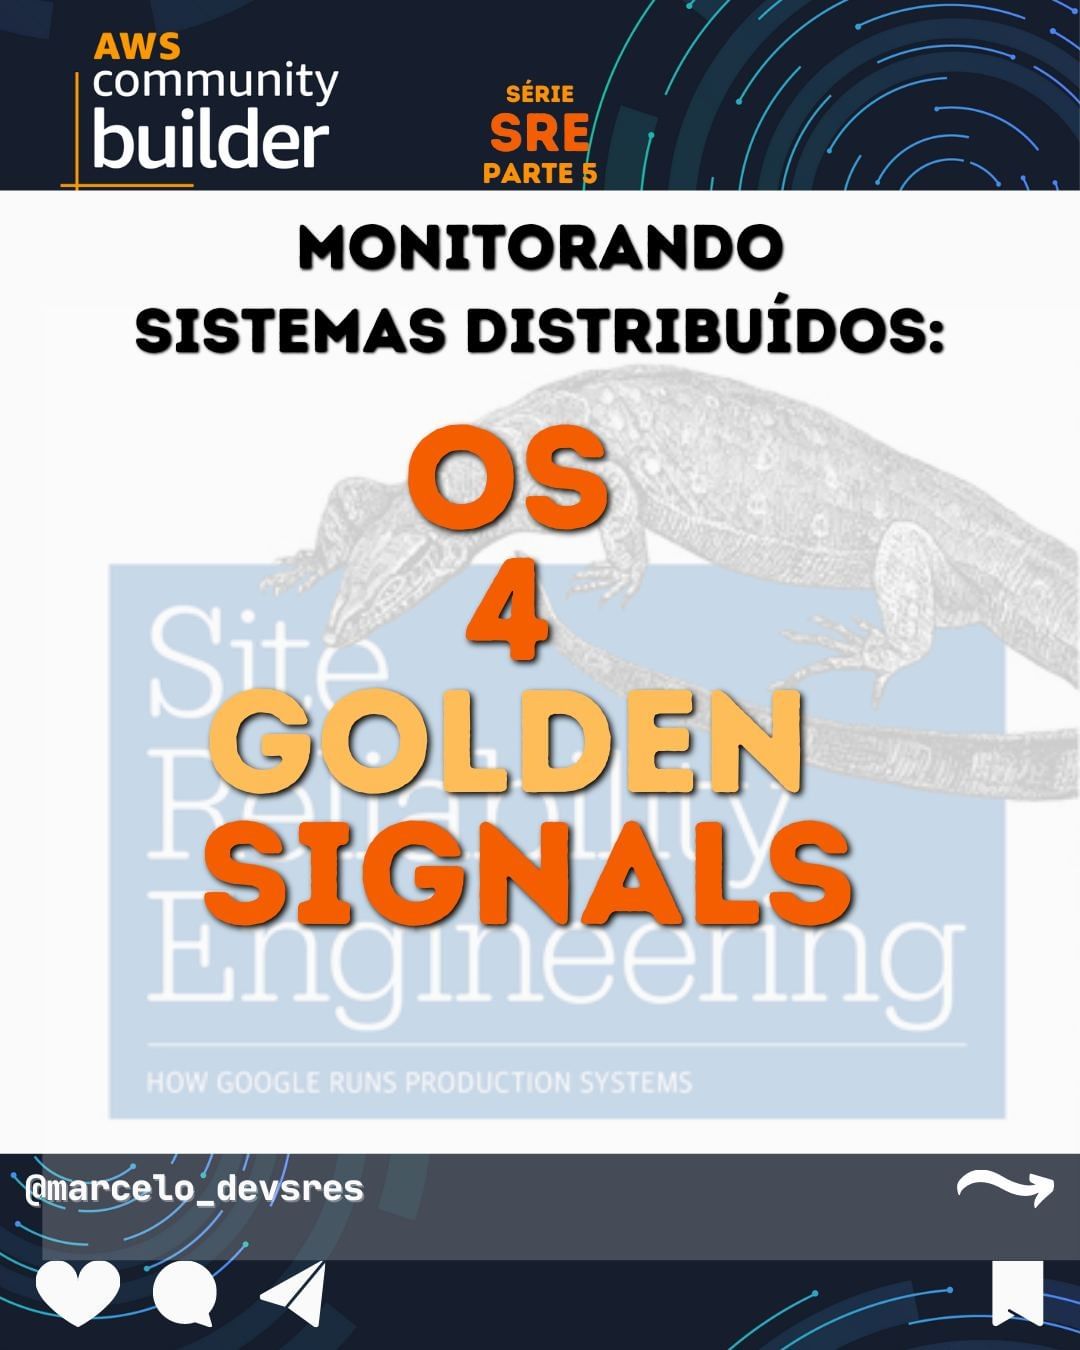 AWS
community
builder
SÉRIE
SRE
PARTE 5
MONITORANDO
SISTEMAS DISTRIBUÍDOS:
OS
4
GOLDEN
SIGNALS
Site
Reliability
Engineering
HOW GOOGLE RUNS PRODUCTION SYSTEMS
@marcelo_devsres